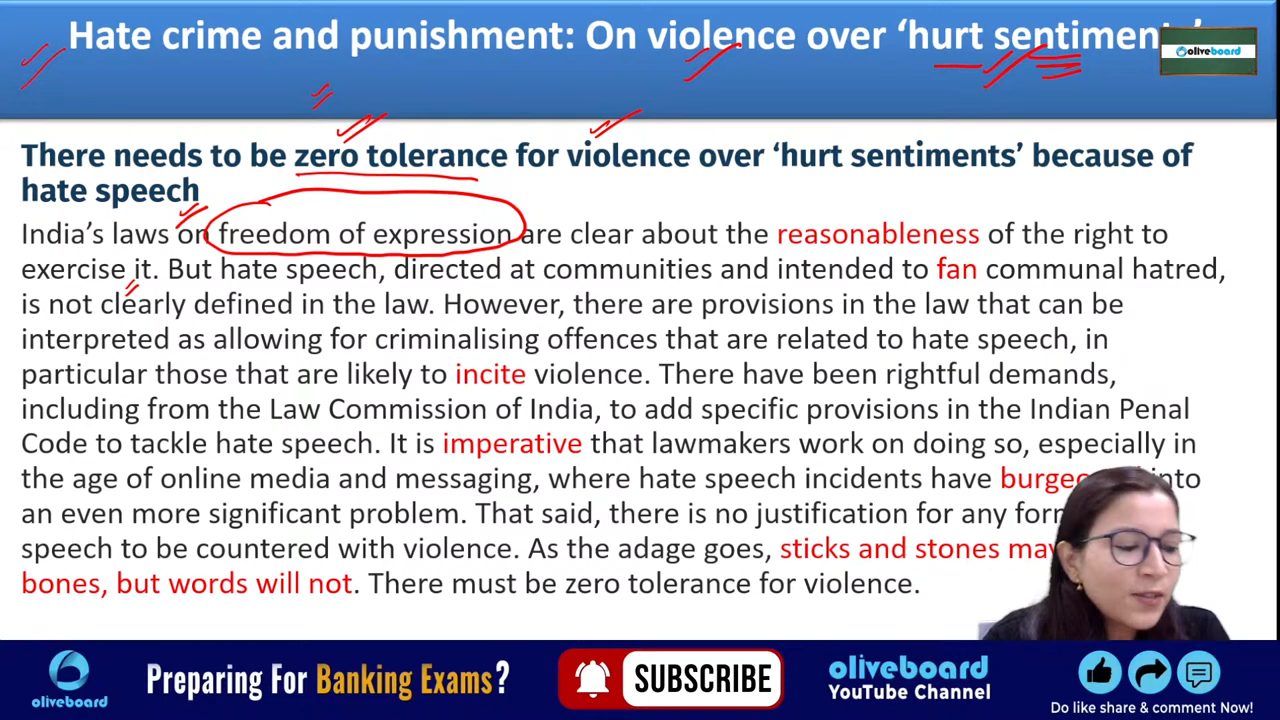 Hate crime and punishment: On violence over ‘hurt
oliveboard
There needs to be zero tolerance for violence over ‘hurt sentiments’ because of
hate speech
India’s laws on freedom of expression are clear about the reasonableness of the right to
exercise it. But hate speech, directed at communities and intended to fan communal hatred,
is not clearly defined in the law. However, there are provisions in the law that can be
interpreted as allowing for criminalising offences that are related to hate speech, in
particular those that are likely to incite violence. There have been rightful demands,
including from the Law Commission of India, to add specific provisions in the Indian Penal
Code to tackle hate speech. It is imperative that lawmakers work on doing so, especially in
the age of online media and messaging, where hate speech incidents have into
an even more significant problem. That said, there is no justification for any
speech to be countered with violence. As the adage goes, sticks and stones may
bones, but words will not. There must be zero tolerance for violence.
oliveboard
Preparing For Banking Exams?
SUBSCRIBE
oliveboard
YouTube Channel
Do like share & comment Now!